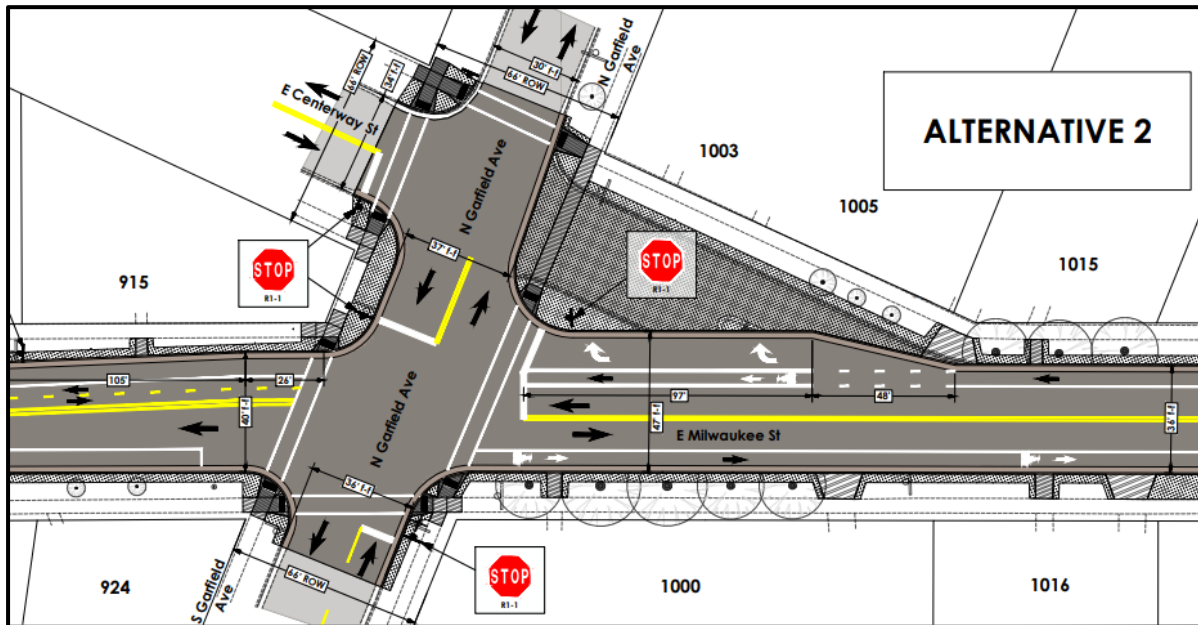 66' ROW
34' f-f
66' ROW
30' f-f
N Garfield
Ave
E Centerway St
ALTERNATIVE 2
1003
1005
1015
N Garfield Ave
37' f-f
STOP
R1-1
STOP
R1-1
915
105'
26'
40' f-f
97'
48'
47' f-f
36' f-f
E Milwaukee St
N Garfield Ave
36' f-f
S Garfield
Ave
66' ROW
STOP
R1-1
924
1000
1016